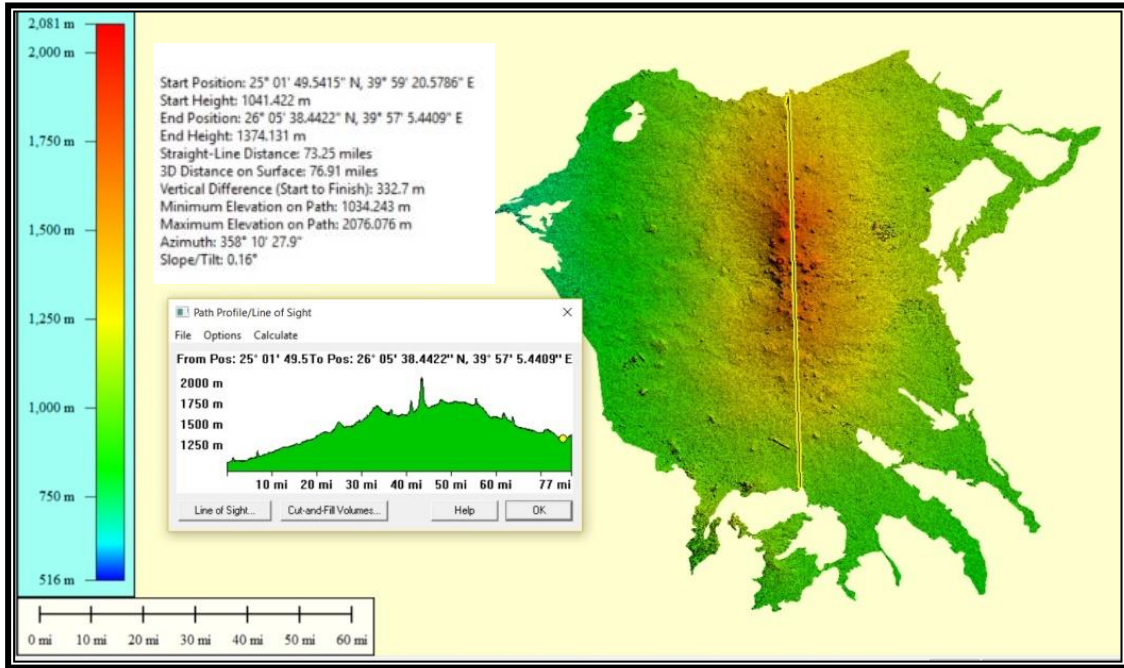 2,081 m
2,000 m
1,750 m
1,500 m
1,250 m
1,000 m
750 m
516 m
Start Position: 25° 01' 49.5415" N, 39° 59' 20.5786" E
Start Height: 1041.422 m
End Position: 26° 05' 38.4422" N, 39° 57' 5.4409" E
End Height: 1374.131 m
Straight-Line Distance: 73.25 miles
3D Distance on Surface: 76.91 miles
Vertical Difference (Start to Finish): 332.7 m
Minimum Elevation on Path: 1034.243 m
Maximum Elevation on Path: 2076.076 m
Azimuth: 358° 10' 27.9"
Slope/Tilt: 0.16°
Path Profile/Line of Sight
File Options Calculate
From Pos: 25° 01' 49.5To Pos: 26° 05' 38.4422" N, 39° 57' 5.4409" E
2000 m
1750 m
1500 m
1250 m
10 mi 20 mi 30 mi 40 mi 50 mi 60 mi 77 mi
Line of Sight... Cut-and-Fill Volumes... Help OK
0 mi 10 mi 20 mi 30 mi 40 mi 50 mi 60 mi